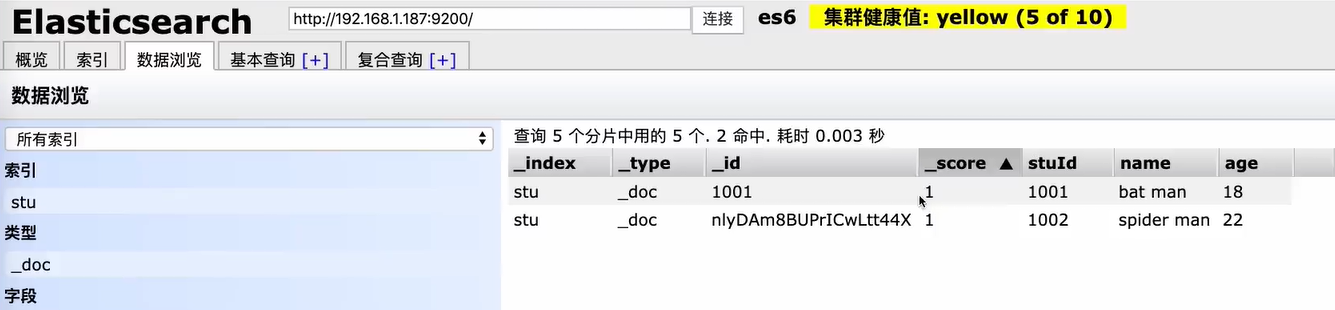 Elasticsearch http://192.168.1.187:9200/ 连接 es6 集群健康值: yellow (5 of 10)
概览 索引 数据浏览 基本查询 [+] 复合查询 [+]
数据浏览
所有索引
索引
stu
类型
_doc
字段
查询 5 个分片中用的 5 个. 2 命中. 耗时 0.003 秒
_index _type _id _score ▲ stuId name age
stu _doc 1001 1 1001 bat man 18
stu _doc nlyDAm8BUPrICwLtt44X 1 1002 spider man 22